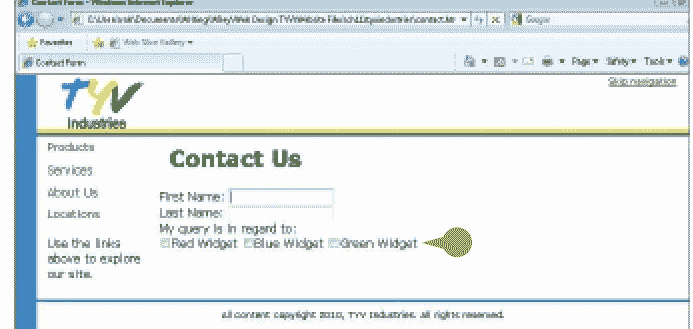 Contact Form - Windows Internet Explorer
Google
Favorites Web Slice Gallery
Contact Form
Page Safety Tools
Skip navigation
TYV
Industries
Products
Services
About Us
Locations
Use the links
above to explore
our site.
Contact Us
First Name:
Last Name:
My query is in regard to:
Red Widget Blue Widget Green Widget
All content copyright 2010, TYV Industries. All rights reserved.